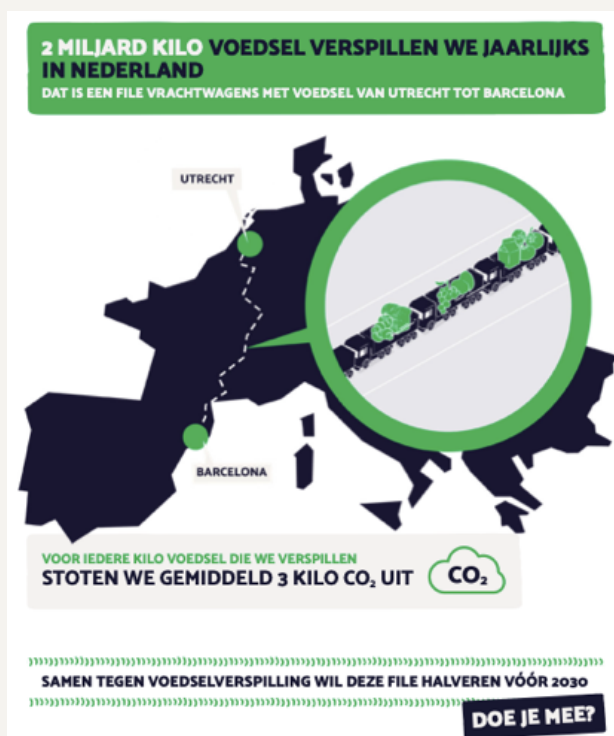 2 MILJARD KILO VOEDSEL VERSPILLEN WE JAARLIJKS
IN NEDERLAND
DAT IS EEN FILE VRACHTWAGENS MET VOEDSEL VAN UTRECHT TOT BARCELONA
UTRECHT
BARCELONA
VOOR IEDERE KILO VOEDSEL DIE WE VERSPILLEN
STOTEN WE GEMIDDELD 3 KILO CO₂ UIT
CO₂
SAMEN TEGEN VOEDSELVERSPILLING WIL DEZE FILE HALVEREN VÓÓR 2030
DOE JE MEE?